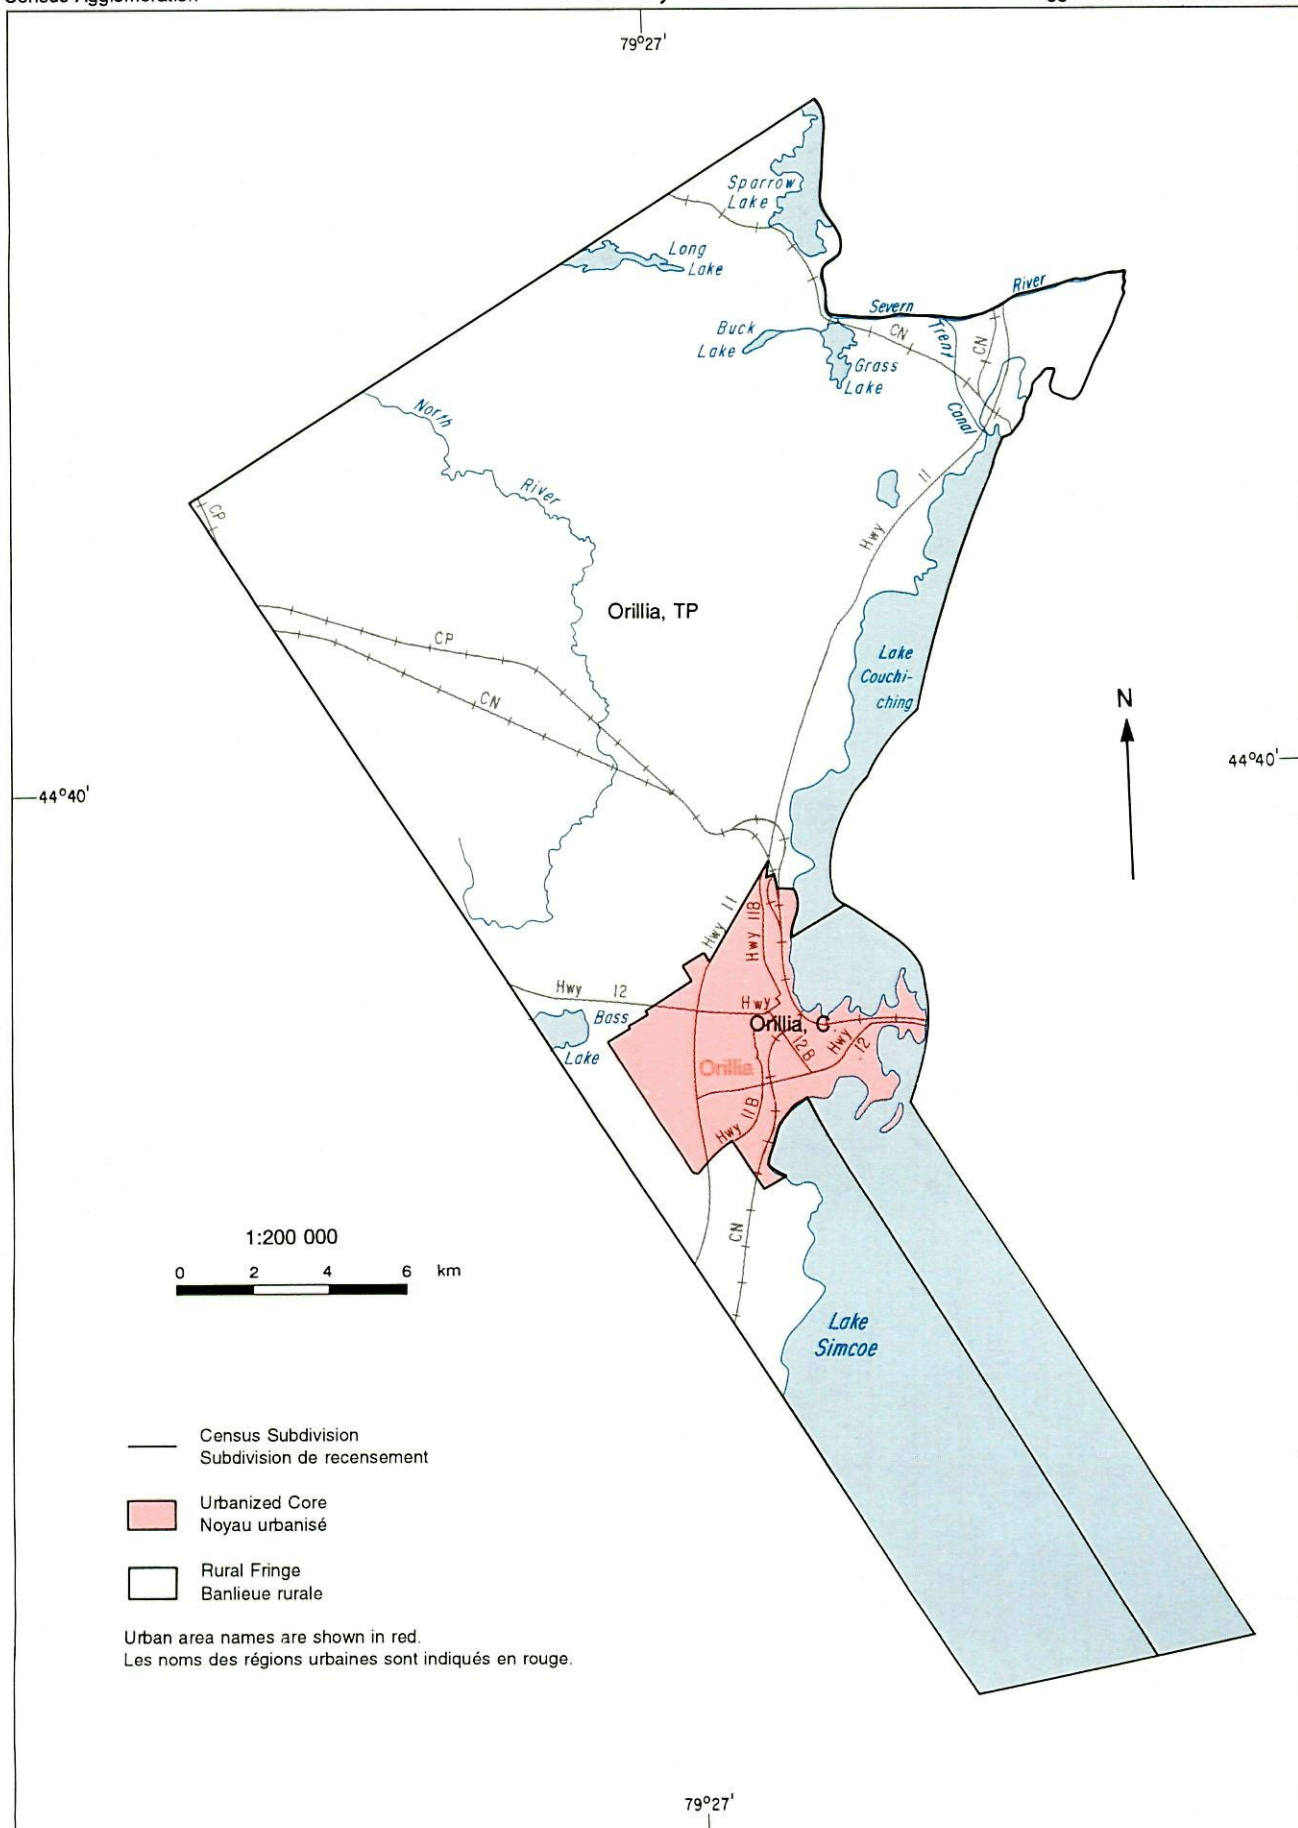 Census Agglomeration
79°27'
Sparrow
Lake
Long
Lake
River
Severn
Buck
Lake
CN
Trent
CN
Grass
Lake
North
Canal
River
Hwy 11
CP
Orillia, TP
CP
Lake
Couchi-
ching
CN
N
44°40'
44°40'
Hwy 11
Hwy 11B
Hwy 12
Hwy
Bass
Lake
Orillia, C
12B
Hwy
12
Orillia
Hwy 11B
CN
1:200 000
0 2 4 6 km
Lake
Simcoe
Census Subdivision
Subdivision de recensement
Urbanized Core
Noyau urbanisé
Rural Fringe
Banlieue rurale
Urban area names are shown in red.
Les noms des régions urbaines sont indiqués en rouge.
79°27'